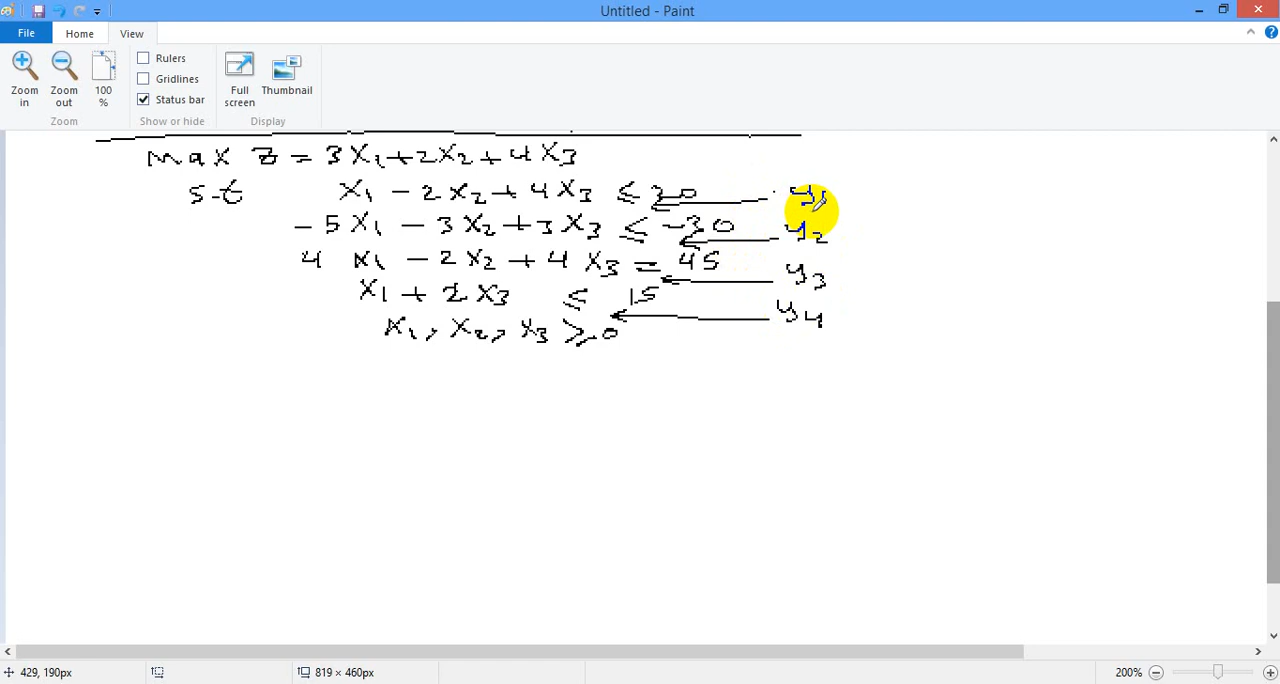 Untitled - Paint
File Home View
Rulers
Gridlines
Status bar
Zoom in
Zoom out
100 %
Full screen
Thumbnail
Zoom
Show or hide
Display
max Z = 3X1 + 2X2 + 4X3
S-t X1 - 2X2 + 4X3 ≤ 20 y1
- 5X1 - 3X2 + 3X3 ≤ -30 y2
4 X1 - 2X2 + 4X3 = 45 y3
X1 + 2X3 ≤ 15 y4
X1, X2, X3 ≥ 0
429, 190px
819 × 460px
200%